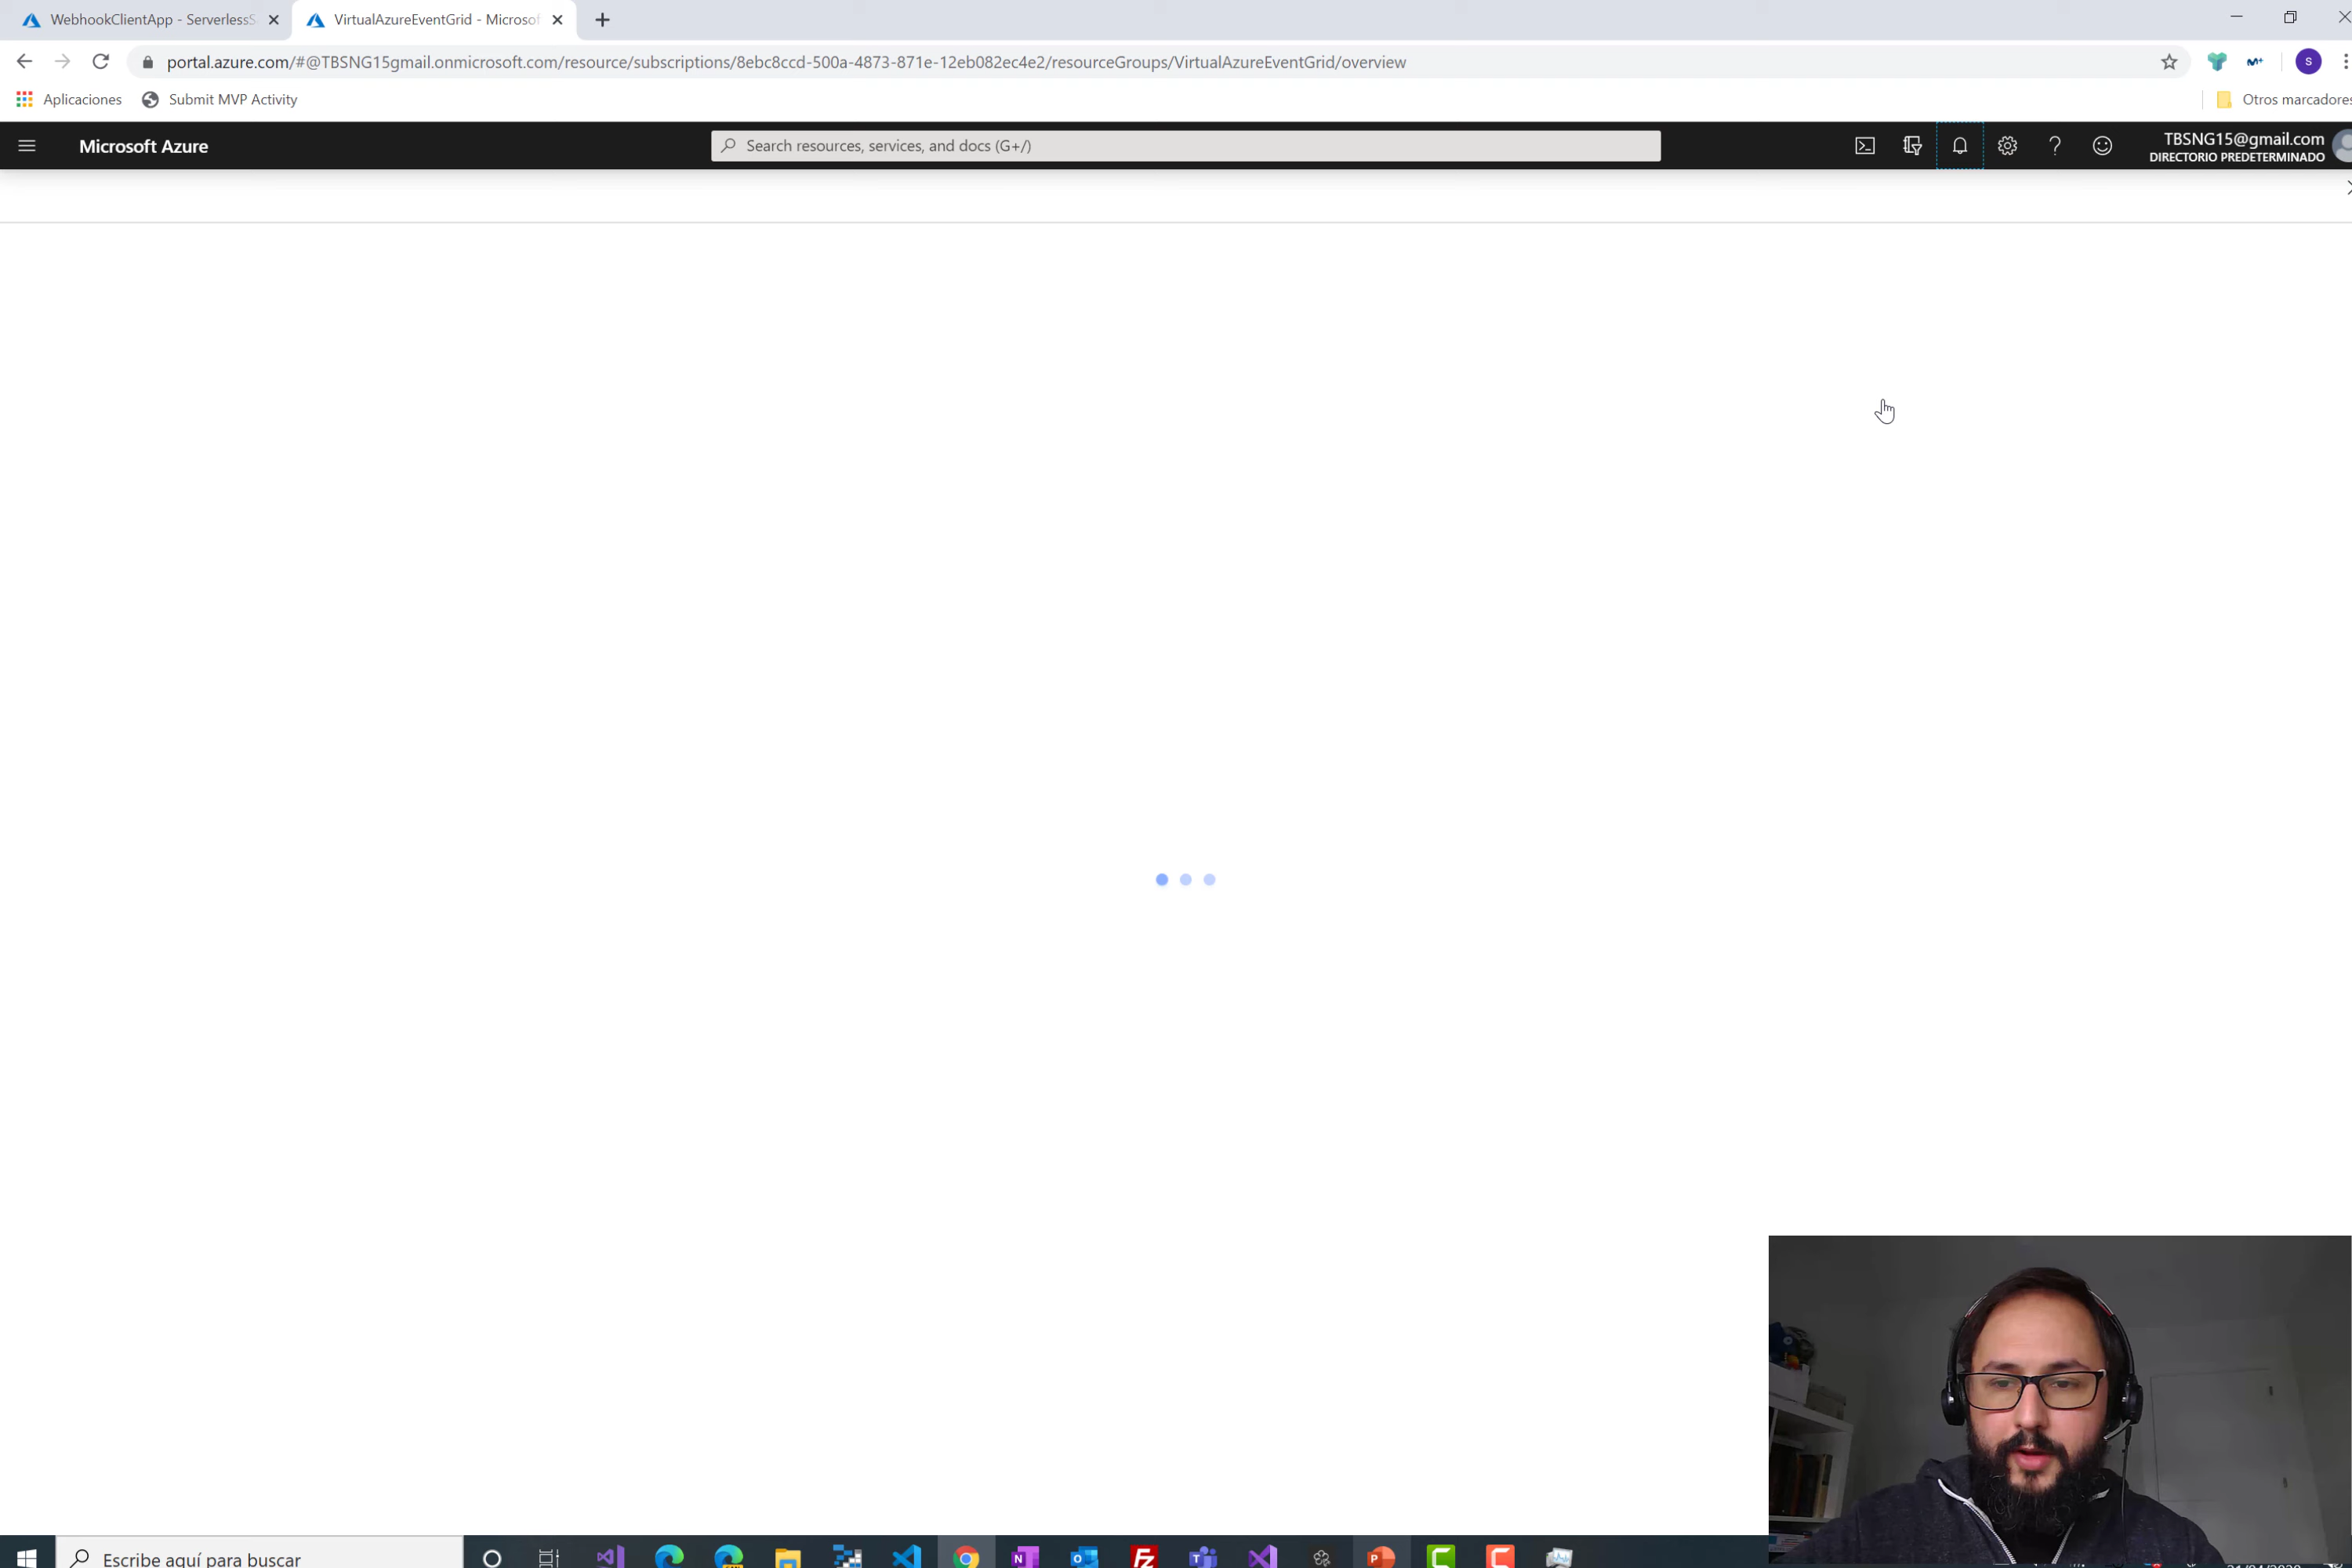 WebhookClientApp - ServerlessS
VirtualAzureEventGrid - Microsof
portal.azure.com/#@TBSNG15gmail.onmicrosoft.com/resource/subscriptions/8ebc8ccd-500a-4873-871e-12eb082ec4e2/resourceGroups/VirtualAzureEventGrid/overview
S
Aplicaciones
Submit MVP Activity
Otros marcadores
Microsoft Azure
Search resources, services, and docs (G+/)
TBSNG15@gmail.com
DIRECTORIO PREDETERMINADO
Escribe aquí para buscar